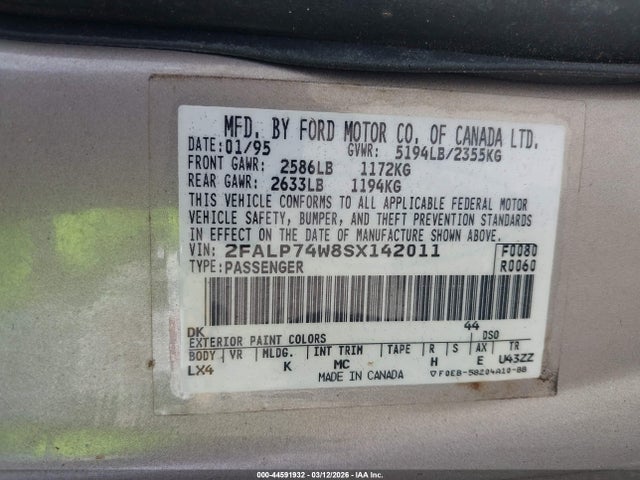 MFD. BY FORD MOTOR CO. OF CANADA LTD.
DATE: 01/95 GVWR: 5194LB/2355KG
FRONT GAWR: 2586LB 1172KG
REAR GAWR: 2633LB 1194KG
THIS VEHICLE CONFORMS TO ALL APPLICABLE FEDERAL MOTOR
VEHICLE SAFETY, BUMPER, AND THEFT PREVENTION STANDARDS
IN EFFECT ON THE DATE OF MANUFACTURE SHOWN ABOVE.
VIN: 2FALP74W8SX142011 F0080
TYPE: PASSENGER R0060
DK 44
EXTERIOR PAINT COLORS DSO
BODY VR MLDG. INT TRIM TAPE R S AX TR
LX4 K MC H E U43ZZ
MADE IN CANADA ▽F0EB-58204A10-BB
000-44591932 - 03/12/2026 - © IAA, Inc.